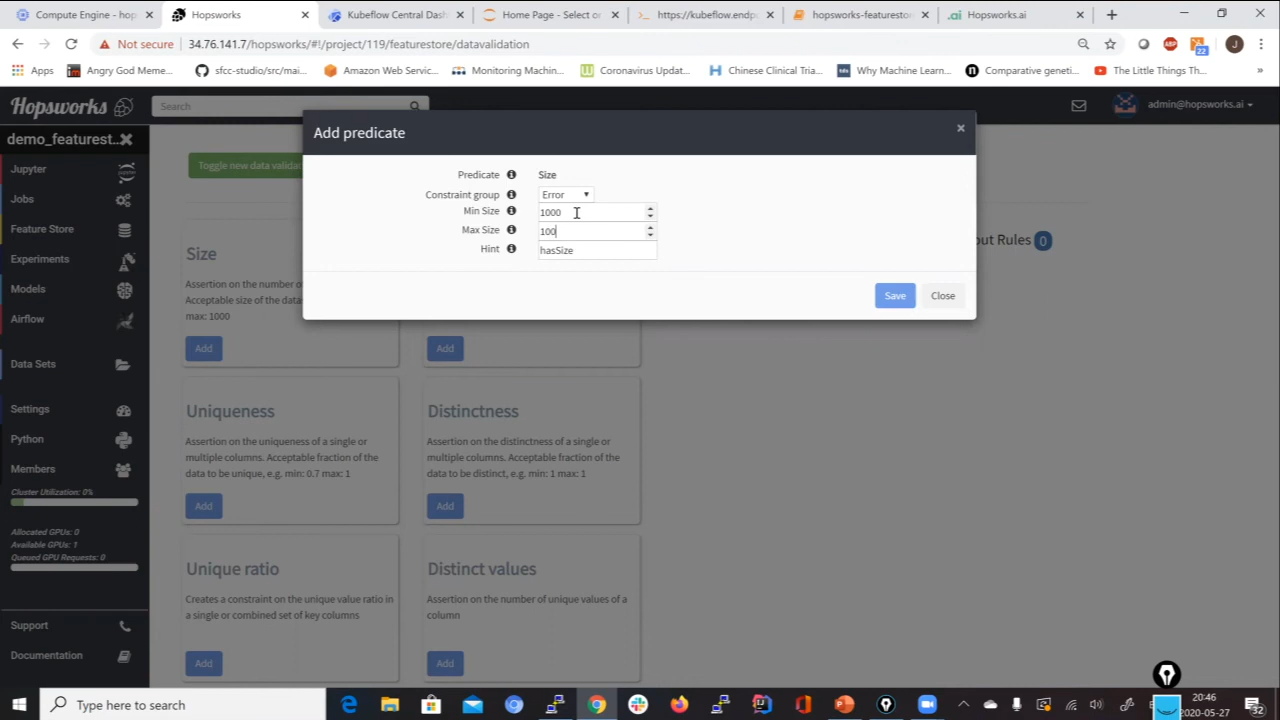 Compute Engine - hop
Hopsworks
Kubeflow Central Dash
Home Page - Select or
https://kubeflow.endp
hopsworks-featurestore
Hopsworks.ai
Not secure
34.76.141.7/hopsworks/#!/project/119/featurestore/datavalidation
22
J
Apps
Angry God Meme...
sfcc-studio/src/mai...
Amazon Web Servic...
Monitoring Machin...
Coronavirus Updat...
Chinese Clinical Tria...
Why Machine Learn...
Comparative geneti...
The Little Things Th...
Hopsworks
Search
admin@hopsworks.ai
demo_featurest..
Jupyter
Jobs
Feature Store
Experiments
Models
Airflow
Data Sets
Settings
Python
Members
Cluster Utilization: 0%
Allocated GPUs: 0
Available GPUs: 1
Queued GPU Requests: 0
Support
Documentation
Toggle new data valida
Add predicate
Predicate
Size
Constraint group
Error
Min Size
1000
Max Size
100
Hint
hasSize
Save
Close
put Rules 0
Size
Assertion on the number of
Acceptable size of the data
max: 1000
Add
Add
Uniqueness
Assertion on the uniqueness of a single or
multiple columns. Acceptable fraction of the
data to be unique, e.g. min: 0.7 max: 1
Add
Distinctness
Assertion on the distinctness of a single or
multiple columns. Acceptable fraction of the
data to be distinct, e.g. min: 1 max: 1
Add
Unique ratio
Creates a constraint on the unique value ratio in
a single or combined set of key columns
Add
Distinct values
Assertion on the number of unique values of a
column
Add
Type here to search
20:46
2020-05-27
32